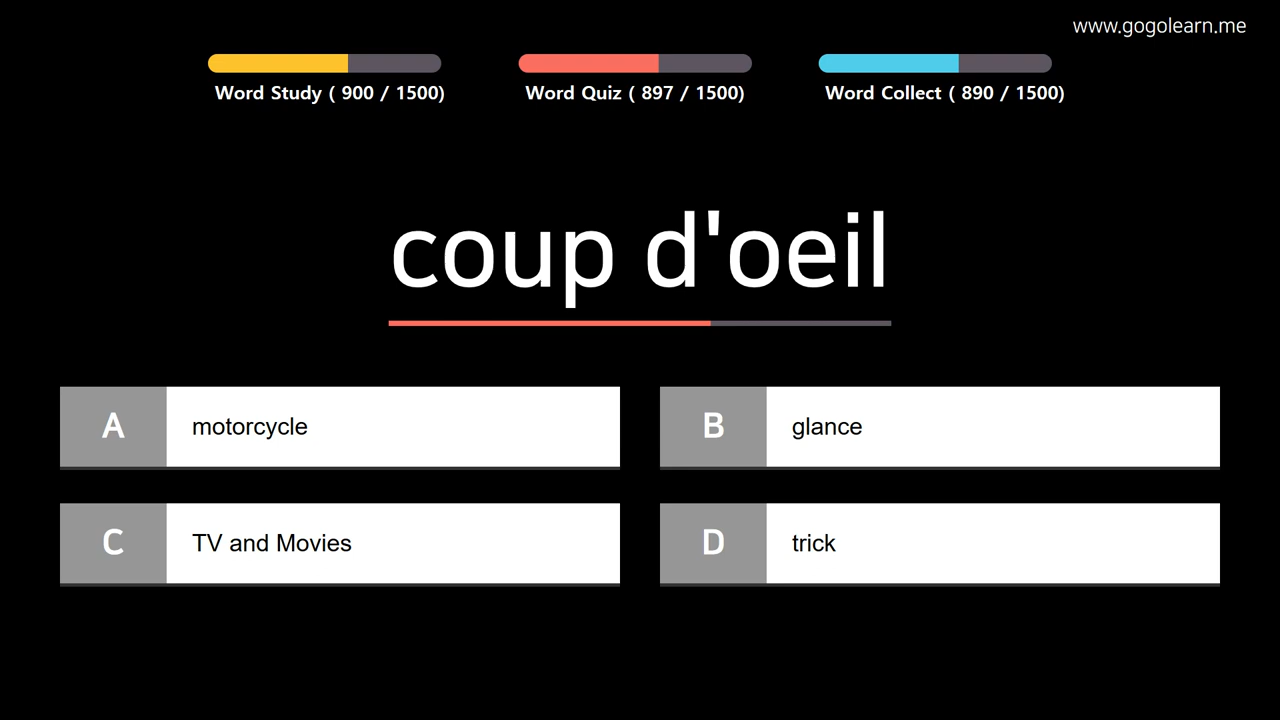 www.gogolearn.me
Word Study ( 900 / 1500)
Word Quiz ( 897 / 1500)
Word Collect ( 890 / 1500)
coup d'oeil
A motorcycle
B glance
C TV and Movies
D trick